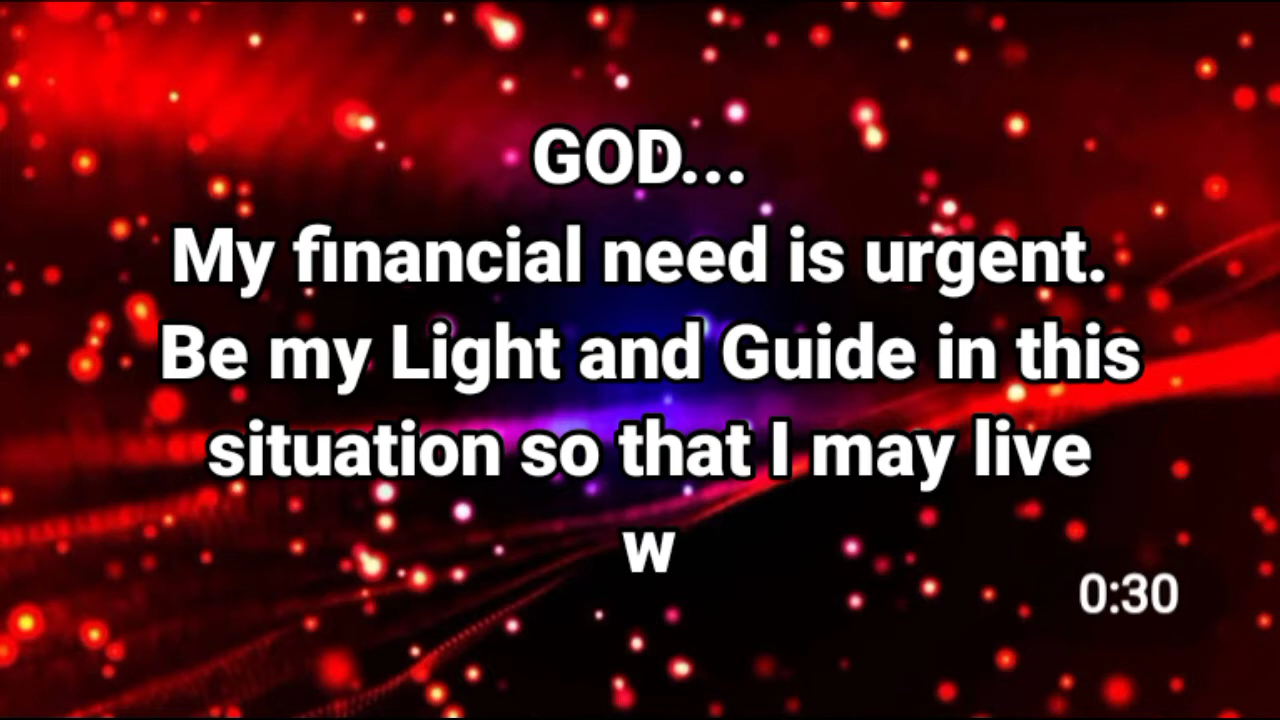 GOD...
My financial need is urgent.
Be my Light and Guide in this
situation so that I may live
w
0:30